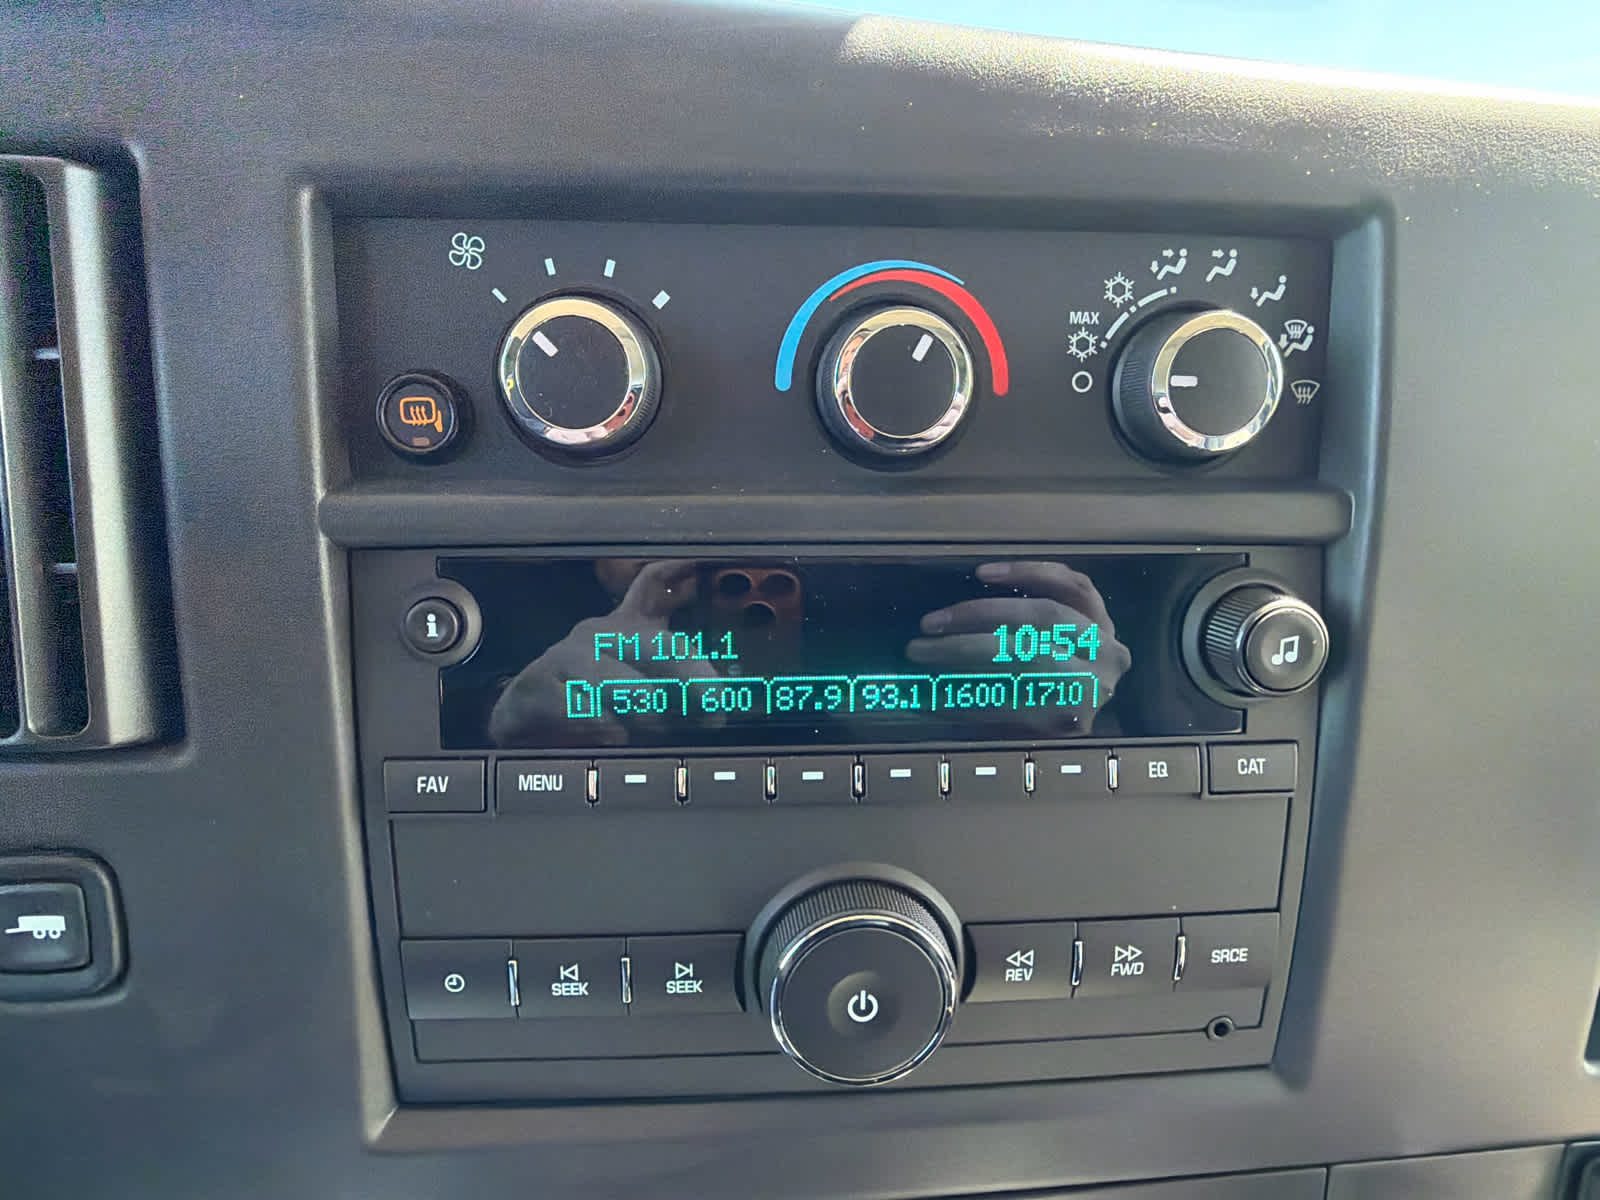 MAX
i
FM 101.1 10:54
1 530 600 87.9 93.1 1600 1710
FAV MENU EQ CAT
SEEK SEEK REV FWD SRCE